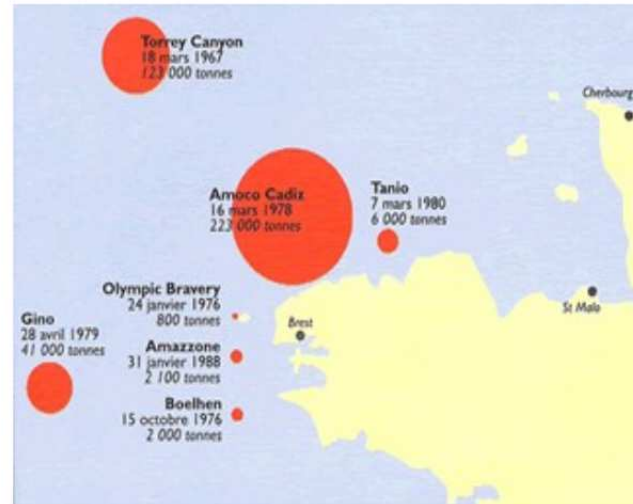 Torrey Canyon
18 mars 1967
123 000 tonnes
Cherbourg
Amoco Cadiz
16 mars 1978
223 000 tonnes
Tanio
7 mars 1980
6 000 tonnes
Olympic Bravery
24 janvier 1976
800 tonnes
Gino
28 avril 1979
41 000 tonnes
Brest
St Malo
Amazzone
31 janvier 1988
2 100 tonnes
Boelhen
15 octobre 1976
2 000 tonnes